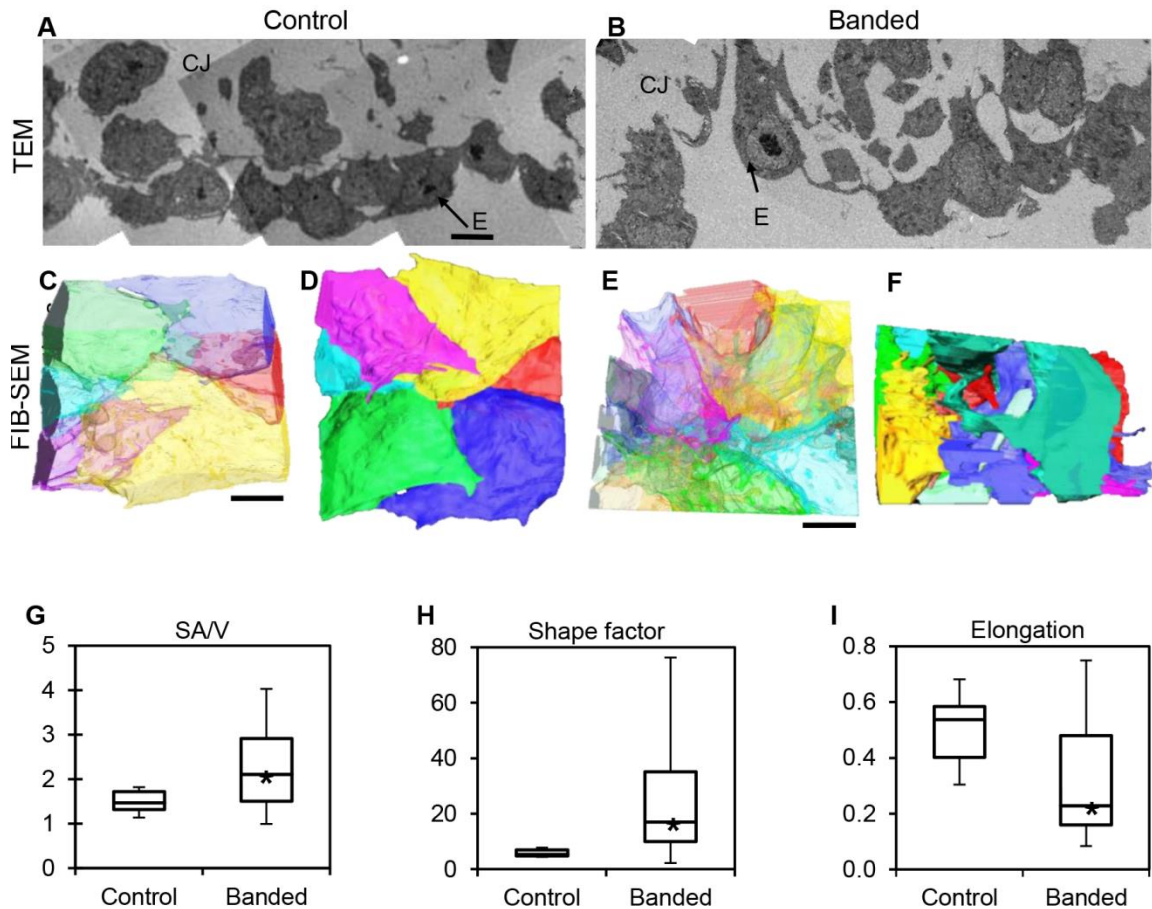 Control
Banded
A
B
TEM
CJ
CJ
E
E
FIB-SEM
C
D
E
F
G
SA/V
5
4
3
2
1
0
Control
Banded
*
H
Shape factor
80
60
40
20
0
Control
Banded
*
I
Elongation
0.8
0.6
0.4
0.2
0.0
Control
Banded
*